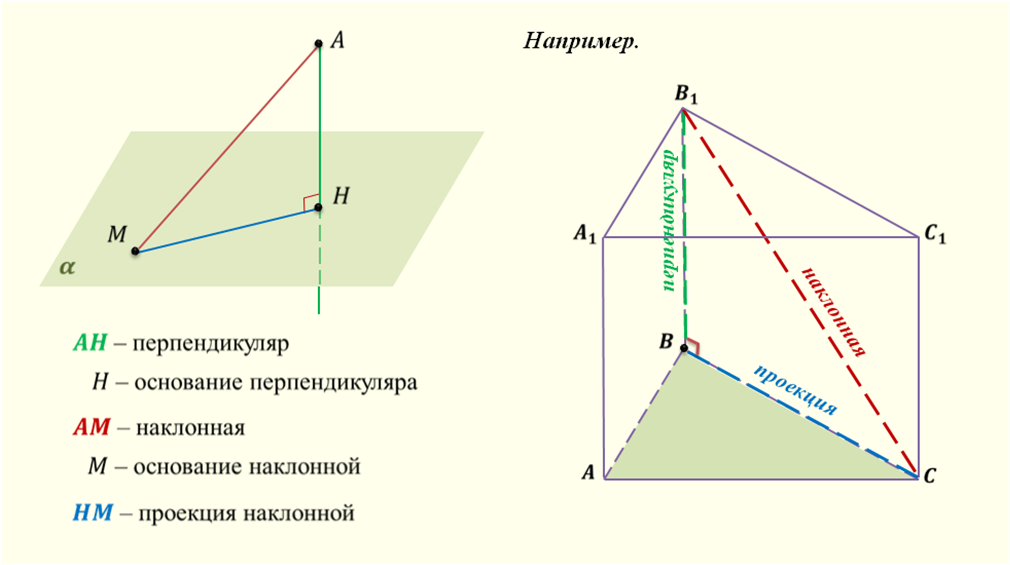 A
H
M
α
AH – перпендикуляр
H – основание перпендикуляра
AM – наклонная
M – основание наклонной
HM – проекция наклонной
Например.
B₁
перпендикуляр
A₁
C₁
наклонная
B
проекция
A
C